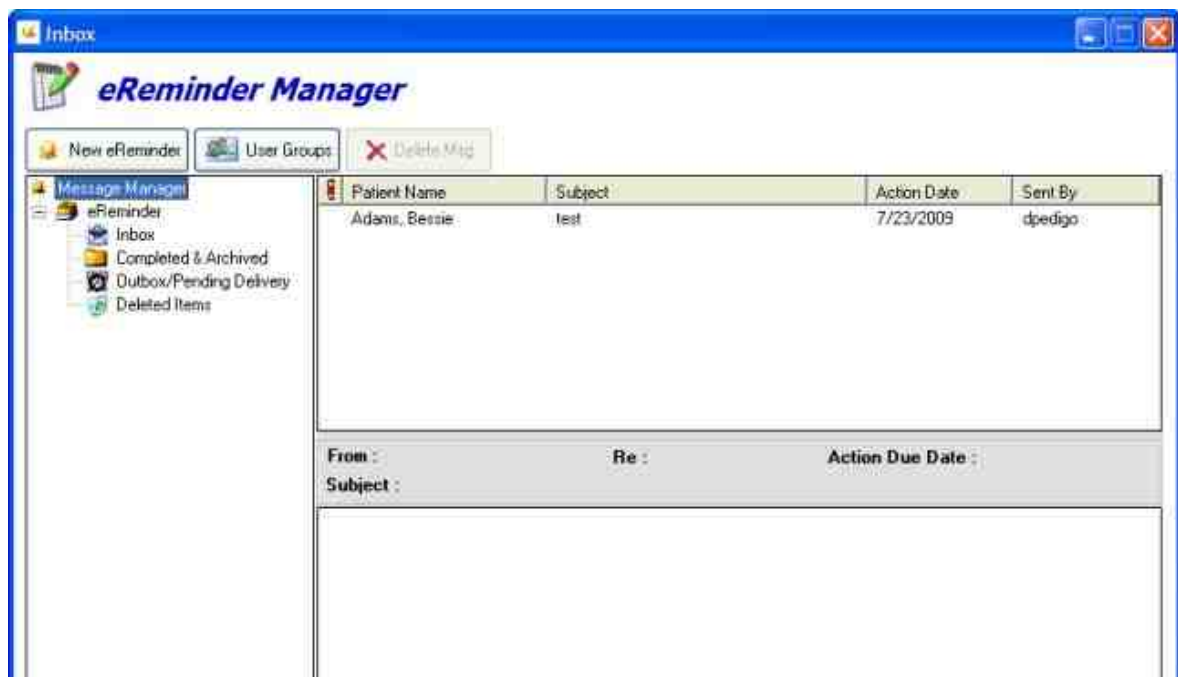 Inbox
eReminder Manager
New eReminder User Groups Delete Msg
Message Manager
eReminder
Inbox
Completed & Archived
Outbox/Pending Delivery
Deleted Items
Patient Name Subject Action Date Sent By
Adams, Bessie test 7/23/2009 dpedigo
From : Re : Action Due Date :
Subject :